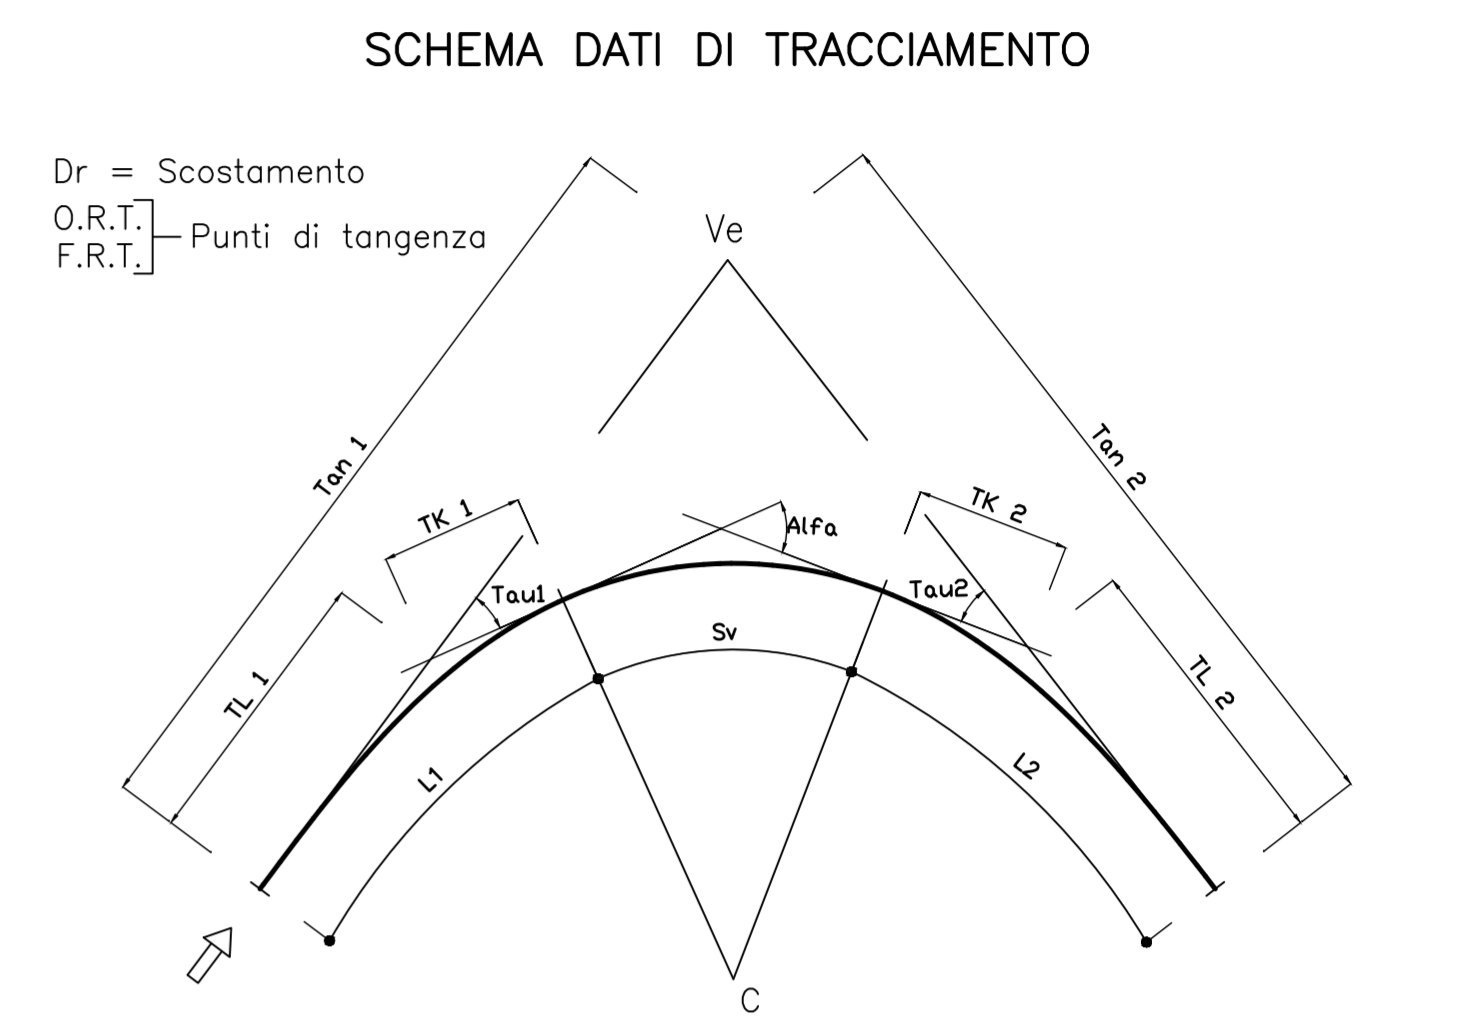 SCHEMA DATI DI TRACCIAMENTO
Dr = Scostamento
O.R.T.
F.R.T.
Punti di tangenza
Ve
Tan 1
Tan 2
TK 1
TK 2
Alfa
Tau1
Tau2
Sv
TL 1
TL 2
L1
L2
C